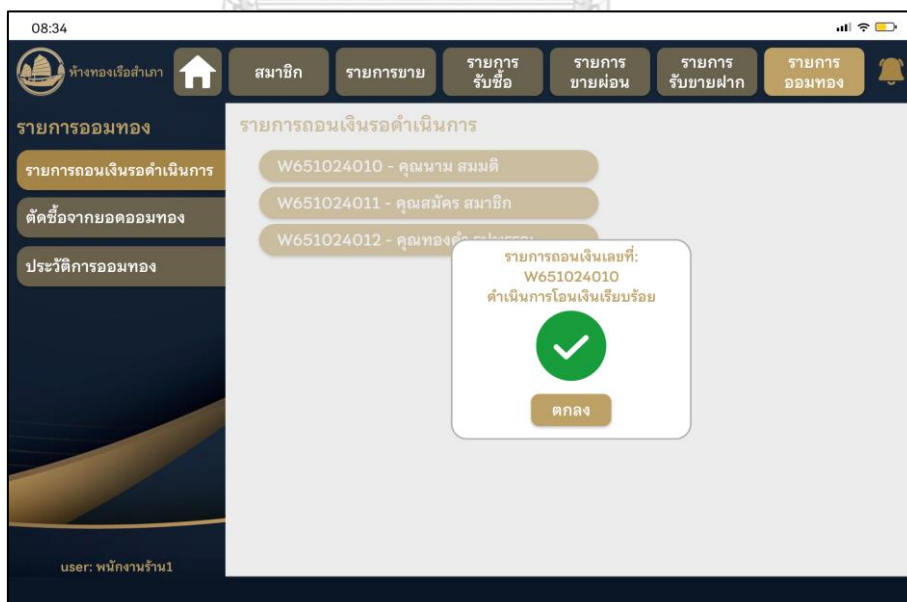 08:34
ห้างทองเรือสำเภา
สมาชิก
รายการขาย
รายการ
รับซื้อ
รายการ
ขายผ่อน
รายการ
รับขายฝาก
รายการ
ออมทอง
รายการออมทอง
รายการถอนเงินรอดำเนินการ
ตัดซื้อจากยอดออมทอง
ประวัติการออมทอง
user: พนักงานร้าน1
รายการถอนเงินรอดำเนินการ
W651024010 - คุณนาม สมมติ
W651024011 - คุณสมัคร สมาชิก
W651024012 - คุณทองคำ
รายการถอนเงินเลขที่:
W651024010
ดำเนินการโอนเงินเรียบร้อย
ตกลง